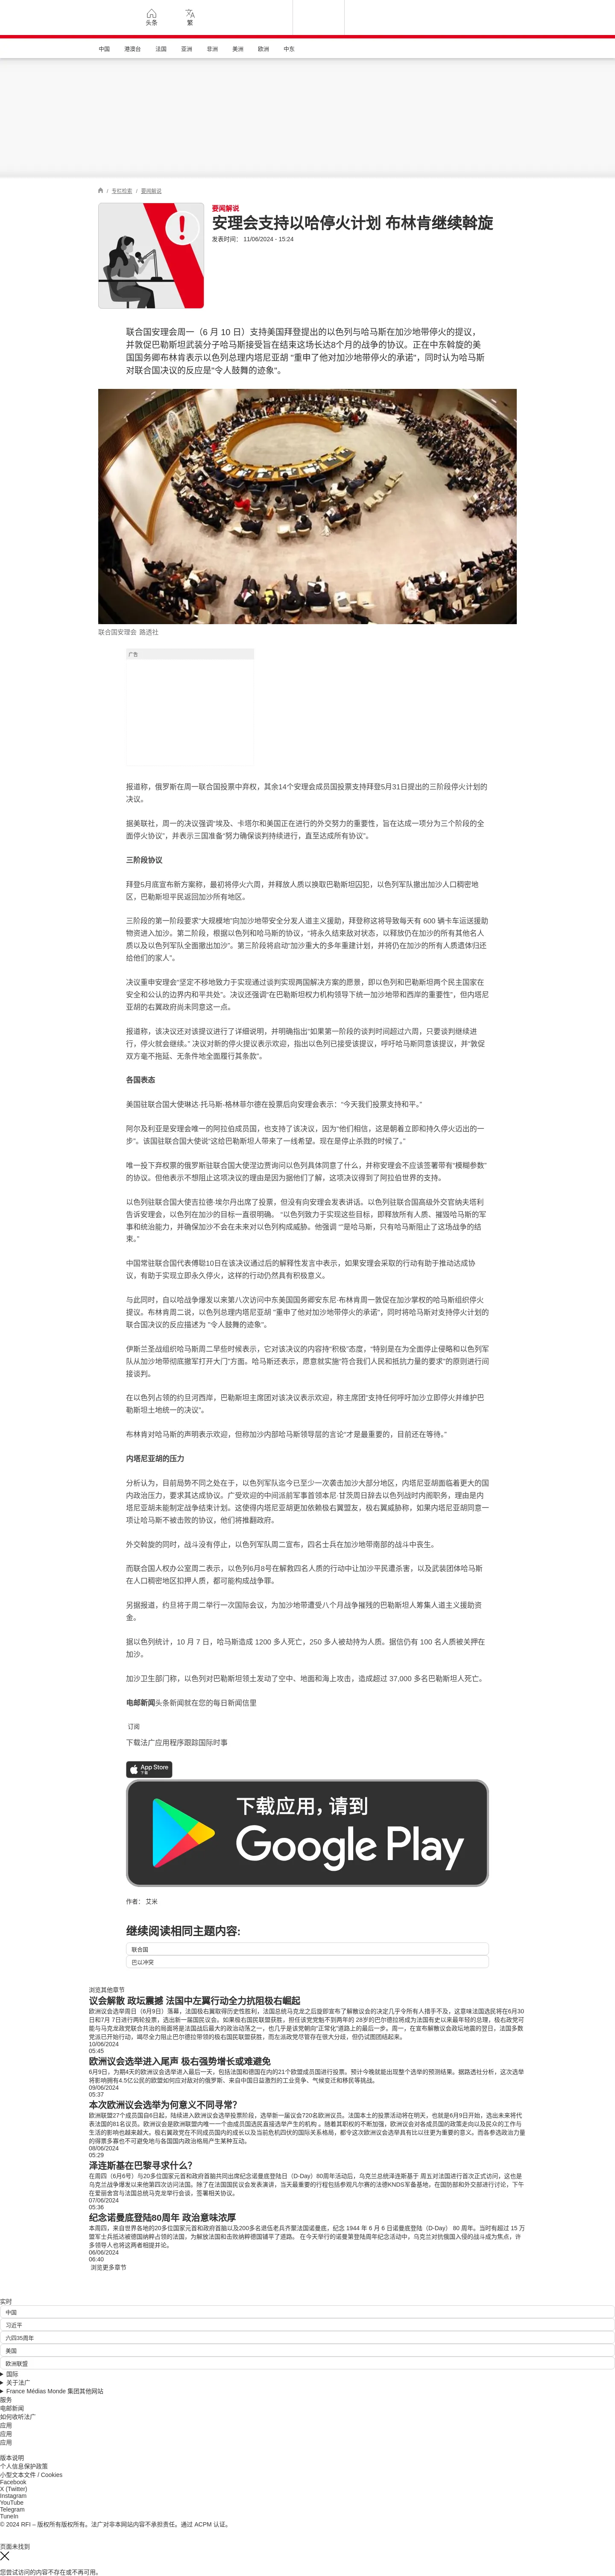 头条
繁
中国
港澳台
法国
亚洲
非洲
美洲
欧洲
中东
/ 专栏检索 / 要闻解说
要闻解说
安理会支持以哈停火计划 布林肯继续斡旋
发表时间： 11/06/2024 - 15:24
联合国安理会周一（6 月 10 日）支持美国拜登提出的以色列与哈马斯在加沙地带停火的提议，
并敦促巴勒斯坦武装分子哈马斯接受旨在结束这场长达8个月的战争的协议。正在中东斡旋的美
国国务卿布林肯表示以色列总理内塔尼亚胡 “重申了他对加沙地带停火的承诺”，同时认为哈马斯
对联合国决议的反应是“令人鼓舞的迹象”。
联合国安理会 路透社
广告
报道称，俄罗斯在周一联合国投票中弃权，其余14个安理会成员国投票支持拜登5月31日提出的三阶段停火计划的
决议。
据美联社，周一的决议强调“埃及、卡塔尔和美国正在进行的外交努力的重要性，旨在达成一项分为三个阶段的全
面停火协议”，并表示三国准备“努力确保谈判持续进行，直至达成所有协议”。
三阶段协议
拜登5月底宣布新方案称，最初将停火六周，并释放人质以换取巴勒斯坦囚犯，以色列军队撤出加沙人口稠密地
区，巴勒斯坦平民返回加沙所有地区。
三阶段的第一阶段要求“大规模地”向加沙地带安全分发人道主义援助，拜登称这将导致每天有 600 辆卡车运送援助
物资进入加沙。第二阶段，根据以色列和哈马斯的协议，“将永久结束敌对状态，以释放仍在加沙的所有其他名人
质以及以色列军队全面撤出加沙”。第三阶段将启动“加沙重大的多年重建计划，并将仍在加沙的所有人质遗体归还
给他们的家人”。
决议重申安理会“坚定不移地致力于实现通过谈判实现两国解决方案的愿景，即以色列和巴勒斯坦两个民主国家在
安全和公认的边界内和平共处”。决议还强调“在巴勒斯坦权力机构领导下统一加沙地带和西岸的重要性”，但内塔尼
亚胡的右翼政府尚未同意这一点。
报道称，该决议还对该提议进行了详细说明，并明确指出“如果第一阶段的谈判时间超过六周，只要谈判继续进
行，停火就会继续。” 决议对新的停火提议表示欢迎，指出以色列已接受该提议，呼吁哈马斯同意该提议，并“敦促
双方毫不拖延、无条件地全面履行其条款”。
各国表态
美国驻联合国大使琳达·托马斯-格林菲尔德在投票后向安理会表示：“今天我们投票支持和平。”
阿尔及利亚是安理会唯一的阿拉伯成员国，也支持了该决议，因为“他们相信，这是朝着立即和持久停火迈出的一
步”。该国驻联合国大使说“这给巴勒斯坦人带来了一线希望。现在是停止杀戮的时候了。”
唯一投下弃权票的俄罗斯驻联合国大使涅边贾询问以色列具体同意了什么，并称安理会不应该签署带有“模糊参数”
的协议。但他表示不想阻止这项决议的理由是因为据他们了解，这项决议得到了阿拉伯世界的支持。
以色列驻联合国大使吉拉德·埃尔丹出席了投票，但没有向安理会发表讲话。以色列驻联合国高级外交官纳夫塔利
告诉安理会，以色列在加沙的目标一直很明确。 “以色列致力于实现这些目标，即释放所有人质、摧毁哈马斯的军
事和统治能力，并确保加沙不会在未来对以色列构成威胁。他强调 “”是哈马斯，只有哈马斯阻止了这场战争的结
束。”
中国常驻联合国代表傅聪10日在该决议通过后的解释性发言中表示，如果安理会采取的行动有助于推动达成协
议，有助于实现立即永久停火，这样的行动仍然具有积极意义。
与此同时，自以哈战争爆发以来第八次访问中东美国国务卿安东尼·布林肯周一敦促在加沙掌权的哈马斯组织停火
提议。布林肯周二说，以色列总理内塔尼亚胡 “重申了他对加沙地带停火的承诺”，同时将哈马斯对支持停火计划的
联合国决议的反应描述为 “令人鼓舞的迹象”。
伊斯兰圣战组织哈马斯周二早些时候表示，它对该决议的内容持“积极”态度，“特别是在为全面停止侵略和以色列军
队从加沙地带彻底撤军打开大门”方面。哈马斯还表示，愿意就实施“符合我们人民和抵抗力量的要求”的原则进行间
接谈判。
在以色列占领的约旦河西岸，巴勒斯坦主席团对该决议表示欢迎，称主席团“支持任何呼吁加沙立即停火并维护巴
勒斯坦土地统一的决议”。
布林肯对哈马斯的声明表示欢迎，但称加沙内部哈马斯领导层的言论“才是最重要的，目前还在等待。”
内塔尼亚胡的压力
分析认为，目前局势不同之处在于，以色列军队迄今已至少一次袭击加沙大部分地区，内塔尼亚胡面临着更大的国
内政治压力，要求其达成协议。广受欢迎的中间派前军事首领本尼·甘茨周日辞去以色列战时内阁职务，理由是内
塔尼亚胡未能制定战争结束计划。这使得内塔尼亚胡更加依赖极右翼盟友，极右翼威胁称，如果内塔尼亚胡同意一
项让哈马斯不被击败的协议，他们将推翻政府。
外交斡旋的同时，战斗没有停止，以色列军队周二宣布，四名士兵在加沙地带南部的战斗中丧生。
而联合国人权办公室周二表示，以色列6月8号在解救四名人质的行动中让加沙平民遭杀害，以及武装团体哈马斯
在人口稠密地区扣押人质，都可能构成战争罪。
另据报道，约旦将于周二举行一次国际会议，为加沙地带遭受八个月战争摧残的巴勒斯坦人筹集人道主义援助资
金。
据以色列统计，10 月 7 日，哈马斯造成 1200 多人死亡，250 多人被劫持为人质。据信仍有 100 名人质被关押在
加沙。
加沙卫生部门称，以色列对巴勒斯坦领土发动了空中、地面和海上攻击，造成超过 37,000 多名巴勒斯坦人死亡。
电邮新闻头条新闻就在您的每日新闻信里
订阅
下载法广应用程序跟踪国际时事
App Store
下载
下载应用，请到
Google Play
作者： 艾米
继续阅读相同主题内容:
联合国
巴以冲突
浏览其他章节
议会解散 政坛震撼 法国中左翼行动全力抗阻极右崛起
欧洲议会选举周日（6月9日）落幕，法国极右翼取得历史性胜利，法国总统马克龙之后旋即宣布了解散议会的决定几乎令所有人措手不及，这意味法国选民将在6月30
日和7月 7日进行两轮投票，选出新一届国民议会。如果极右国民联盟获胜，担任该党党魁不到两年的 28岁的巴尔德拉将成为法国有史以来最年轻的总理，极右政党可
能与马克龙政党联合共治的局面将是法国战后最大的政治动荡之一，也几乎是该党朝向“正常化”道路上的最后一步。周一，在宣布解散议会政坛地震的翌日，法国多数
党派已开始行动，竭尽全力阻止巴尔德拉带领的极右国民联盟获胜，而左派政党尽管存在很大分歧，但仍试图团结起来。
10/06/2024
05:45
欧洲议会选举进入尾声 极右强势增长或难避免
6月9日，为期4天的欧洲议会选举进入最后一天，包括法国和德国在内的21个欧盟成员国进行投票。预计今晚就能出现整个选举的预测结果。据路透社分析，这次选举
将影响拥有4.5亿公民的欧盟如何应对敌对的俄罗斯、来自中国日益激烈的工业竞争、气候变迁和移民等挑战。
09/06/2024
05:37
本次欧洲议会选举为何意义不同寻常?
欧洲联盟27个成员国自6日起，陆续进入欧洲议会选举投票阶段，选举新一届议会720名欧洲议员。法国本土的投票活动将在明天，也就是6月9日开始，选出未来将代
表法国的81名议员。欧洲议会是欧洲联盟内唯一一个由成员国选民直接选举产生的机构 。随着其职权的不断加强，欧洲议会对各成员国的政策走向以及民众的工作与
生活的影响也越来越大。极右翼政党在不同成员国内的成长以及当前危机四伏的国际关系格局，都令这次欧洲议会选举具有比以往更为重要的意义。而各参选政治力量
的得票多寡也不可避免地与各国国内政治格局产生某种互动。
08/06/2024
05:29
泽连斯基在巴黎寻求什么?
在周四（6月6号）与20多位国家元首和政府首脑共同出席纪念诺曼底登陆日（D-Day）80周年活动后，乌克兰总统泽连斯基于 周五对法国进行首次正式访问，这也是
乌克兰战争爆发以来他第四次访问法国。除了在法国国民议会发表演讲，当天最重要的行程包括参观凡尔赛的法德KNDS军备基地，在国防部和外交部进行讨论，下午
在爱丽舍宫与法国总统马克龙举行会谈，签署相关协议。
07/06/2024
05:36
纪念诺曼底登陆80周年 政治意味浓厚
本周四，来自世界各地的20多位国家元首和政府首脑以及200多名退伍老兵齐聚法国诺曼底，纪念 1944 年 6 月 6 日诺曼底登陆（D-Day） 80 周年。当时有超过 15 万
盟军士兵抵达被德国纳粹占领的法国，为解放法国和击败纳粹德国铺平了道路。 在今天举行的诺曼第登陆周年纪念活动中，乌克兰对抗俄国入侵的战斗成为焦点，许
多领导人也将这两者相提并论。
06/06/2024
06:40
浏览更多章节
实时
中国
习近平
六四35周年
美国
欧洲联盟
国际
关于法广
France Médias Monde 集团其他网站
服务
电邮新闻
如何收听法广
应用
应用
应用
版本说明
个人信息保护政策
小型文本文件 / Cookies
Facebook
X (Twitter)
Instagram
YouTube
Telegram
TuneIn
© 2024 RFI – 版权所有版权所有。法广对非本网站内容不承担责任。通过 ACPM 认证。
页面未找到
您尝试访问的内容不存在或不再可用。